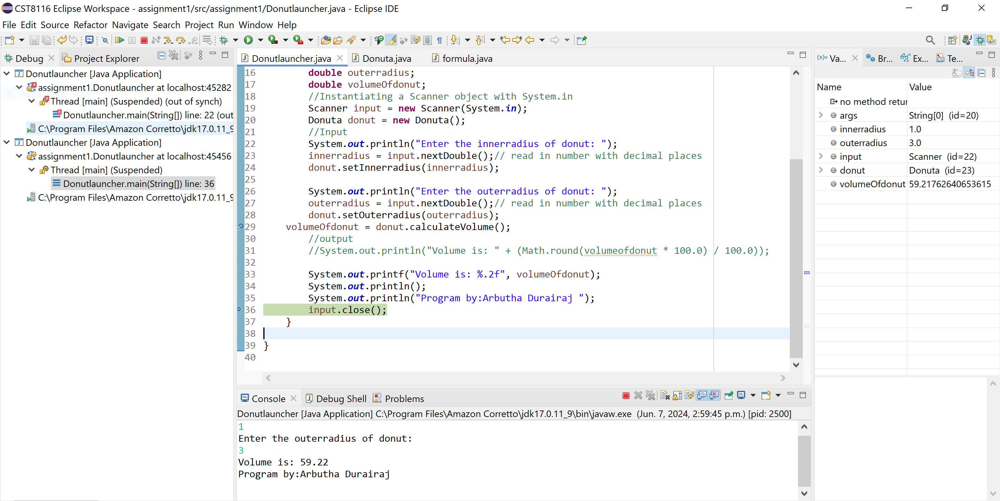 CST8116 Eclipse Workspace - assignment1/src/assignment1/Donutlauncher.java - Eclipse IDE
File Edit Source Refactor Navigate Search Project Run Window Help
Debug Project Explorer
Donutlauncher [Java Application]
assignment1.Donutlauncher at localhost:45282
Thread [main] (Suspended) (out of synch)
Donutlauncher.main(String[]) line: 22 (out
C:\Program Files\Amazon Corretto\jdk17.0.11_9
Donutlauncher [Java Application]
assignment1.Donutlauncher at localhost:45456
Thread [main] (Suspended)
Donutlauncher.main(String[]) line: 36
C:\Program Files\Amazon Corretto\jdk17.0.11_9
Donutlauncher.java Donuta.java formula.java
16 double outerradius;
17 double volumeOfdonut;
18 //Instantiating a Scanner object with System.in
19 Scanner input = new Scanner(System.in);
20 Donuta donut = new Donuta();
21 //Input
22 System.out.println("Enter the innerradius of donut: ");
23 innerradius = input.nextDouble();// read in number with decimal places
24 donut.setInnerradius(innerradius);
25
26 System.out.println("Enter the outerradius of donut: ");
27 outerradius = input.nextDouble();// read in number with decimal places
28 donut.setOuterradius(outerradius);
29 volumeOfdonut = donut.calculateVolume();
30 //output
31 //System.out.println("Volume is: " + (Math.round(volumeofdonut * 100.0) / 100.0));
32
33 System.out.printf("Volume is: %.2f", volumeOfdonut);
34 System.out.println();
35 System.out.println("Program by:Arbutha Durairaj ");
36 input.close();
37 }
38
39 }
40
Console Debug Shell Problems
Donutlauncher [Java Application] C:\Program Files\Amazon Corretto\jdk17.0.11_9\bin\javaw.exe (Jun. 7, 2024, 2:59:45 p.m.) [pid: 2500]
1
Enter the outerradius of donut:
3
Volume is: 59.22
Program by:Arbutha Durairaj
(x)= Va... Br... Ex... Te...
Name Value
no method retur
args String[0] (id=20)
innerradius 1.0
outerradius 3.0
input Scanner (id=22)
donut Donuta (id=23)
volumeOfdonut 59.21762640653615